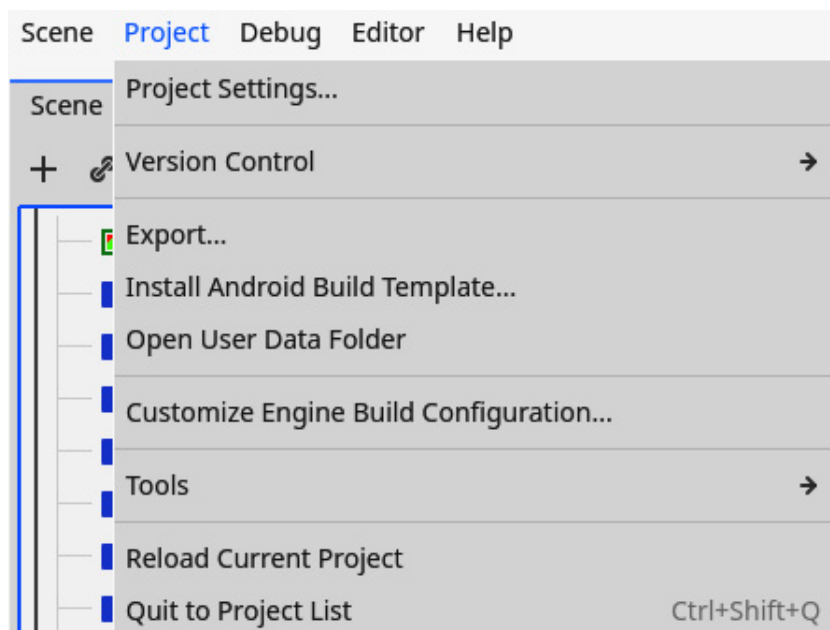 Scene Project Debug Editor Help
Project Settings...
Scene
Version Control
Export...
Install Android Build Template...
Open User Data Folder
Customize Engine Build Configuration...
Tools
Reload Current Project
Quit to Project List Ctrl+Shift+Q